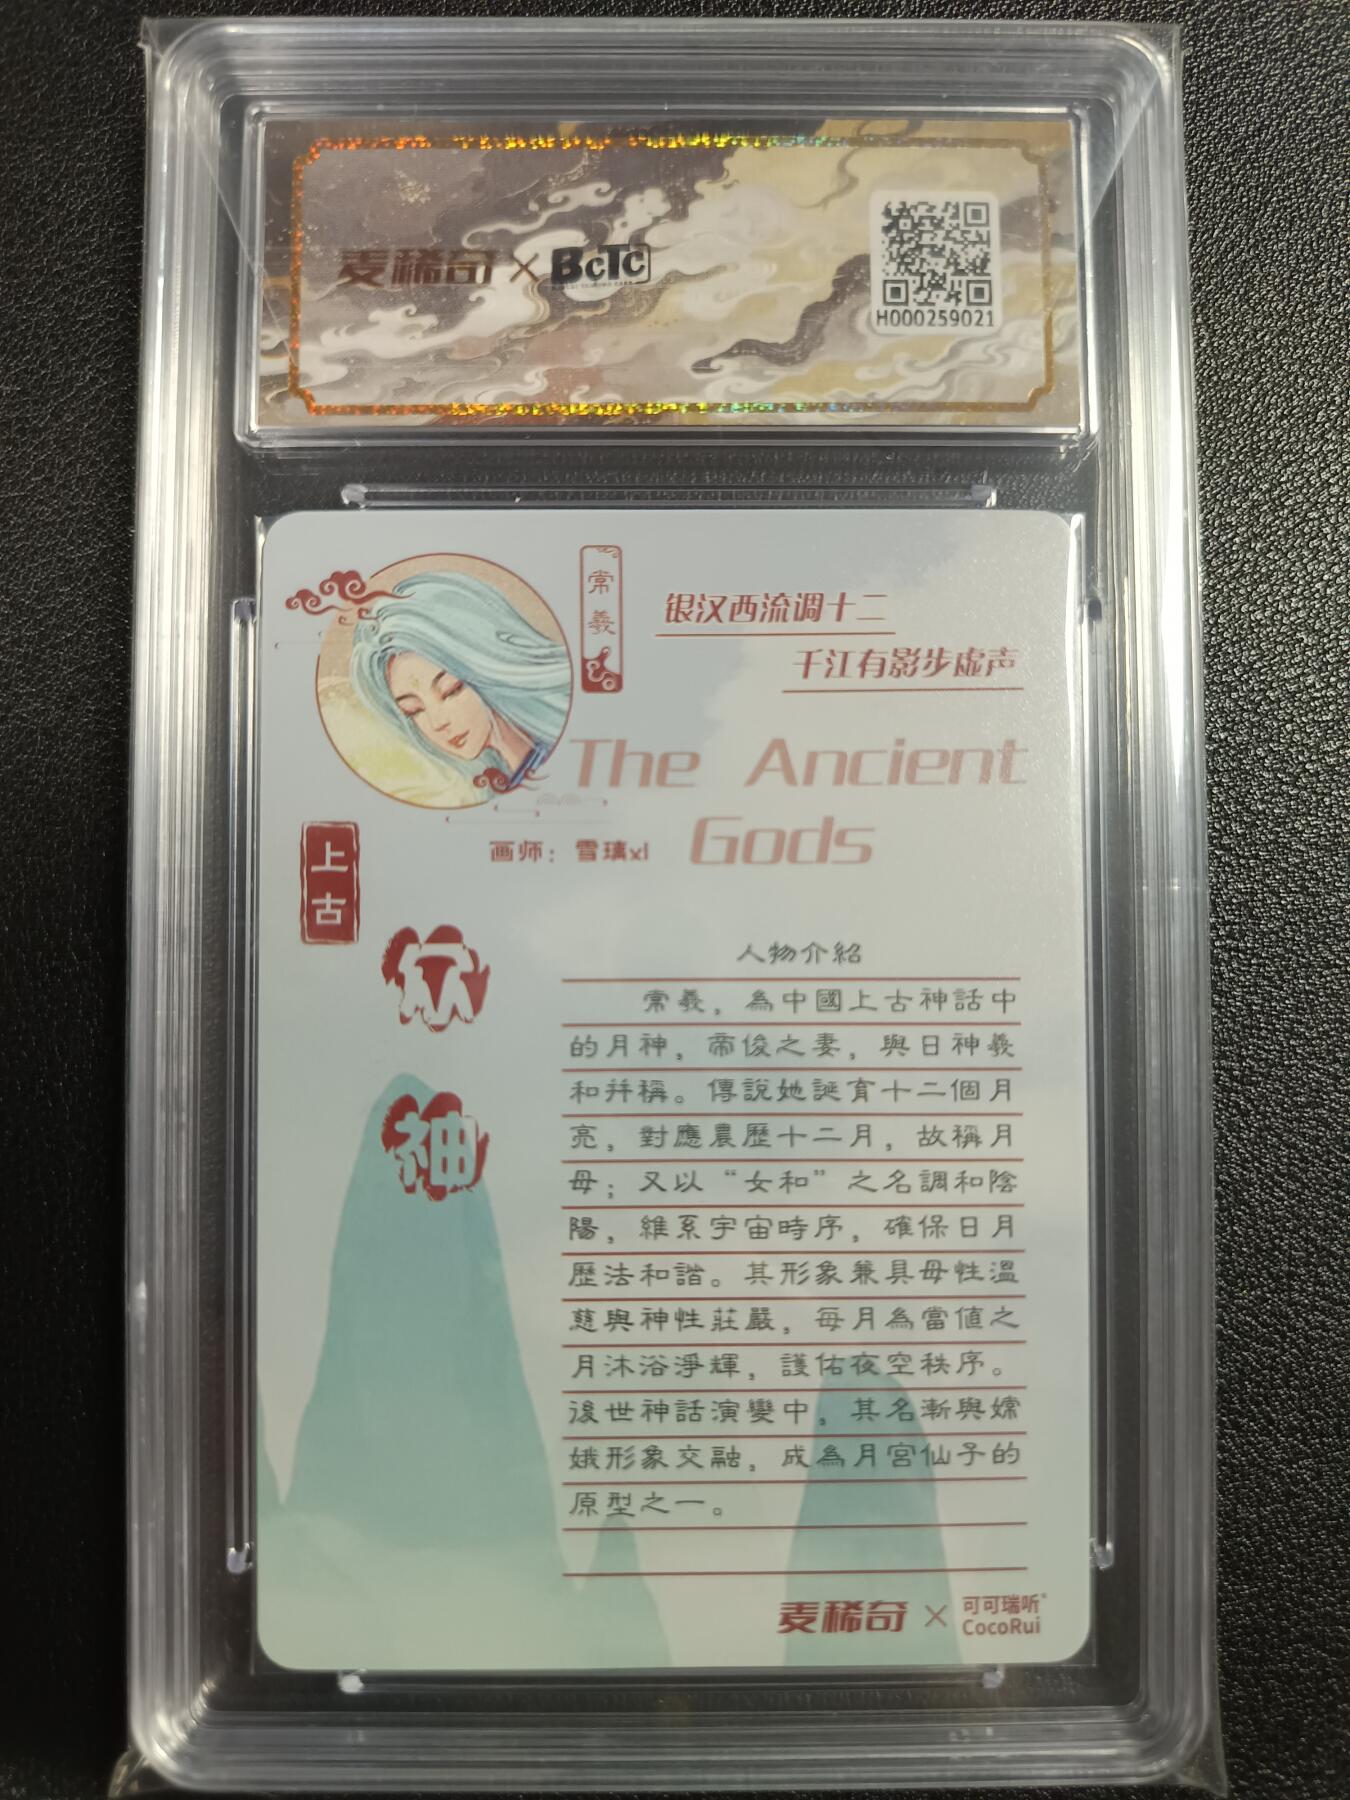 麦稀奇×BCTC
H000259021
常羲
银汉西流调十二
千江有影步虚声
The Ancient
Gods
画师：雪璃xl
上古
众神
人物介紹
常羲，為中國上古神話中
的月神，帝俊之妻，與日神羲
和并稱。傳說她誕育十二個月
亮，對應農歷十二月，故稱月
母；又以“女和”之名調和陰
陽，維系宇宙時序，確保日月
歷法和諧。其形象兼具母性溫
慈與神性莊嚴，每月為當值之
月沐浴淨輝，護佑夜空秩序。
後世神話演變中，其名漸與嫦
娥形象交融，成為月宮仙子的
原型之一。
麦稀奇×可可瑞听®
CocoRui